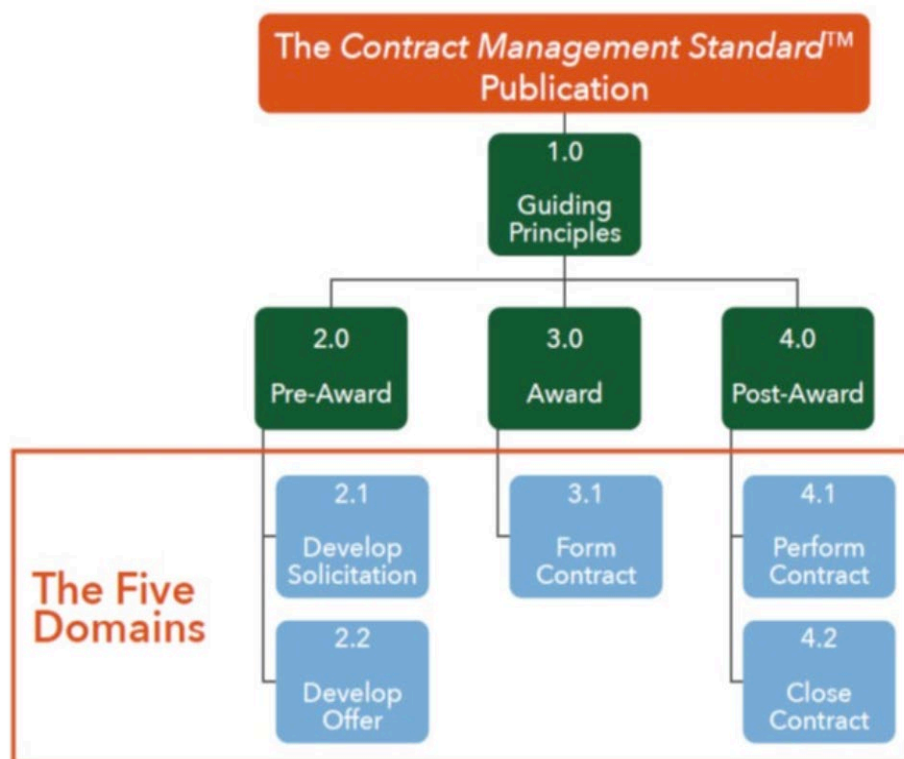 The Contract Management Standard™
Publication
1.0
Guiding
Principles
2.0
Pre-Award
3.0
Award
4.0
Post-Award
The Five
Domains
2.1
Develop
Solicitation
2.2
Develop
Offer
3.1
Form
Contract
4.1
Perform
Contract
4.2
Close
Contract